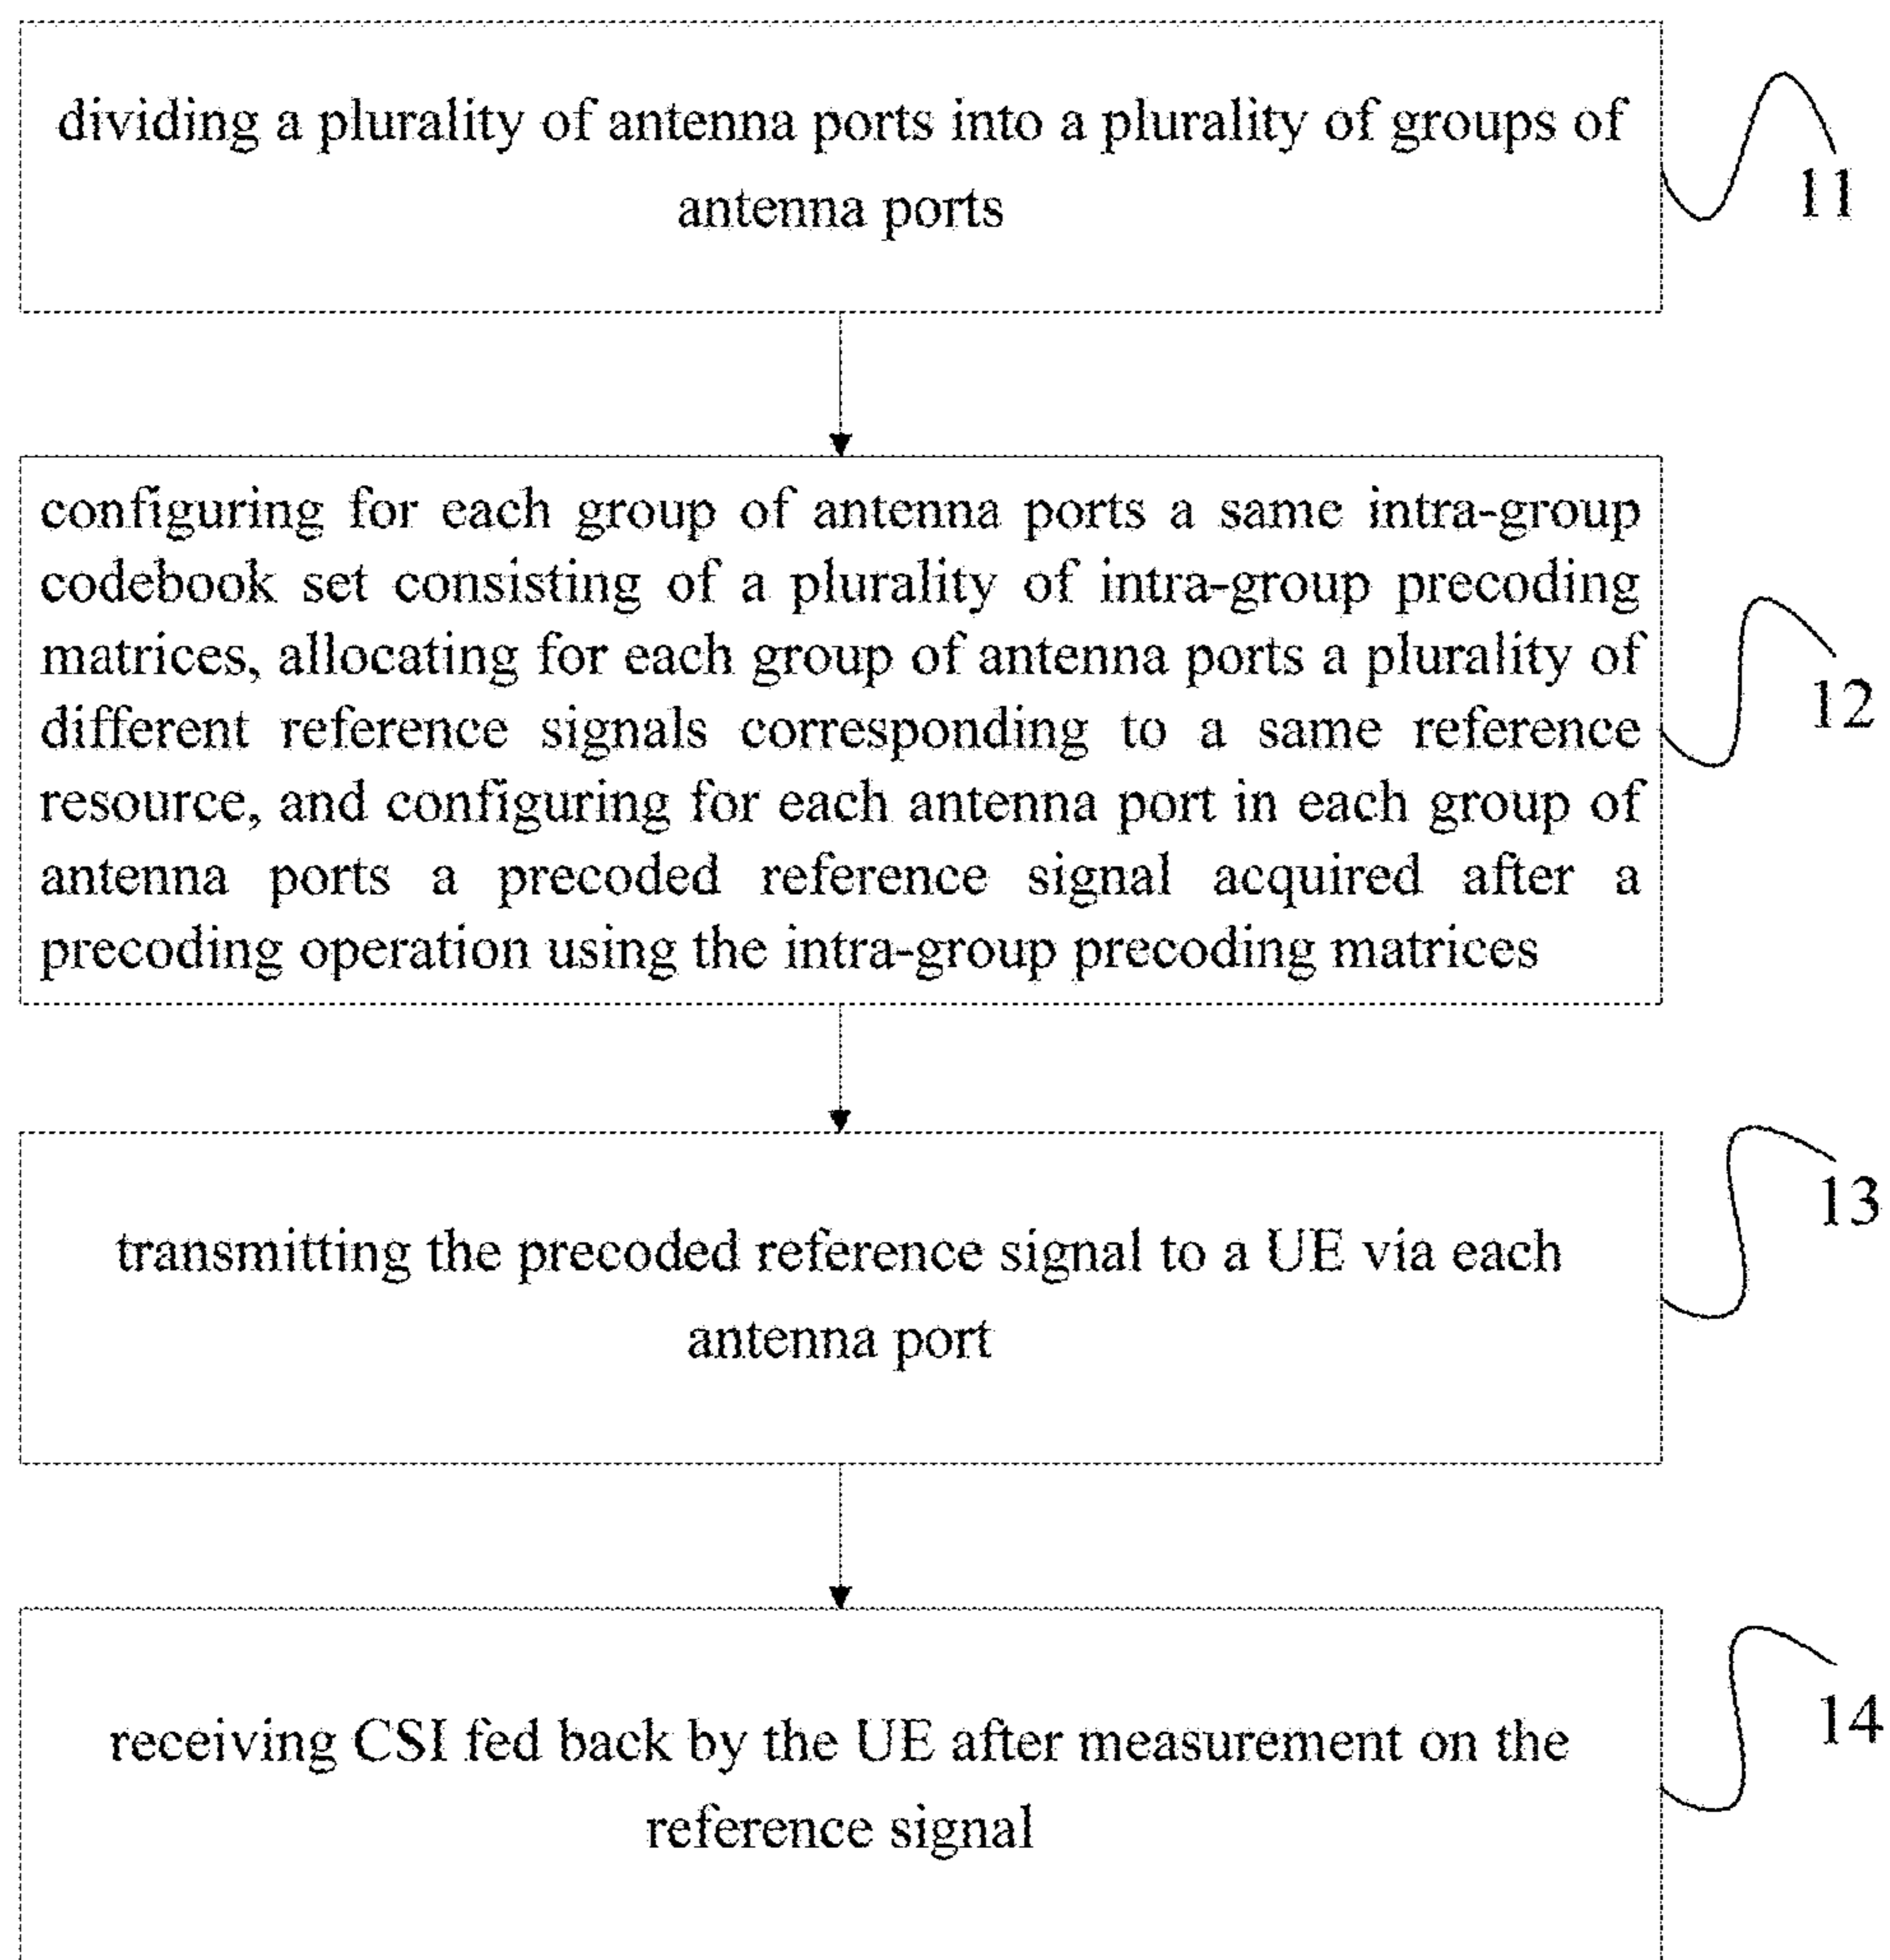 dividing a plurality of antenna ports into a plurality of groups of
antenna ports
11
configuring for each group of antenna ports a same intra-group
codebook set consisting of a plurality of intra-group precoding
matrices, allocating for each group of antenna ports a plurality of
different reference signals corresponding to a same reference
resource, and configuring for each antenna port in each group of
antenna ports a precoded reference signal acquired after a
precoding operation using the intra-group precoding matrices
12
transmitting the precoded reference signal to a UE via each
antenna port
13
receiving CSI fed back by the UE after measurement on the
reference signal
14